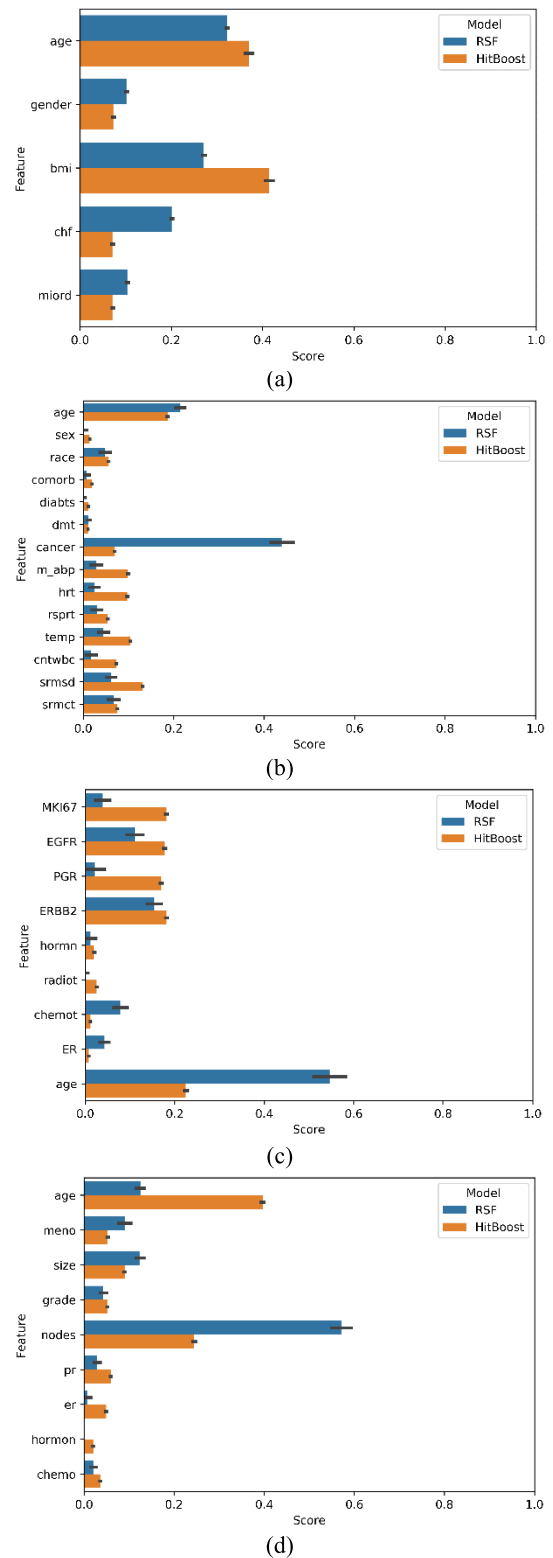 Model
RSF
HitBoost
age
gender
bmi
chf
miord
Feature
0.0 0.2 0.4 0.6 0.8 1.0
Score
(a)
Model
RSF
HitBoost
age
sex
race
comorb
diabts
dmt
cancer
m_abp
hrt
rsprt
temp
cntwbc
srmsd
srmct
Feature
0.0 0.2 0.4 0.6 0.8 1.0
Score
(b)
Model
RSF
HitBoost
MKI67
EGFR
PGR
ERBB2
hormn
radiot
chemot
ER
age
Feature
0.0 0.2 0.4 0.6 0.8 1.0
Score
(c)
Model
RSF
HitBoost
age
meno
size
grade
nodes
pr
er
hormon
chemo
Feature
0.0 0.2 0.4 0.6 0.8 1.0
Score
(d)